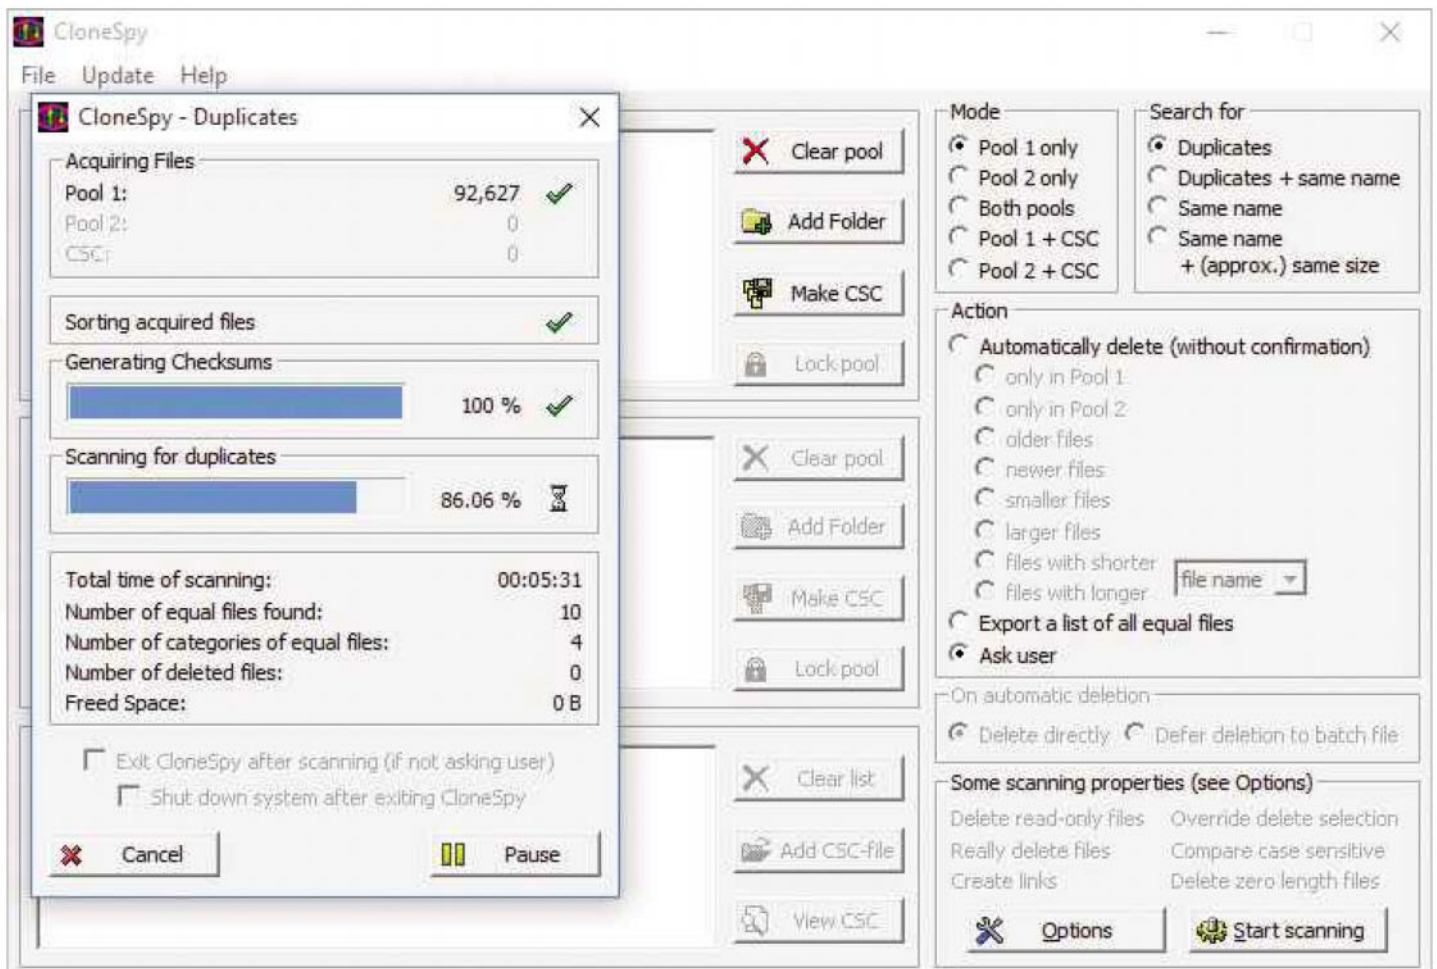 CloneSpy
File Update Help
CloneSpy - Duplicates
Acquiring Files
Pool 1: 92,627
Pool 2: 0
CSC: 0
Sorting acquired files
Generating Checksums
100 %
Scanning for duplicates
86.06 %
Total time of scanning: 00:05:31
Number of equal files found: 10
Number of categories of equal files: 4
Number of deleted files: 0
Freed Space: 0 B
Exit CloneSpy after scanning (if not asking user)
Shut down system after exiting CloneSpy
Cancel Pause
Clear pool
Add Folder
Make CSC
Lock pool
Clear pool
Add Folder
Make CSC
Lock pool
Clear list
Add CSC-file
View CSC
Mode
Pool 1 only
Pool 2 only
Both pools
Pool 1 + CSC
Pool 2 + CSC
Search for
Duplicates
Duplicates + same name
Same name
Same name
+ (approx.) same size
Action
Automatically delete (without confirmation)
only in Pool 1
only in Pool 2
older files
newer files
smaller files
larger files
files with shorter
files with longer
file name
Export a list of all equal files
Ask user
On automatic deletion
Delete directly Defer deletion to batch file
Some scanning properties (see Options)
Delete read-only files Override delete selection
Really delete files Compare case sensitive
Create links Delete zero length files
Options Start scanning